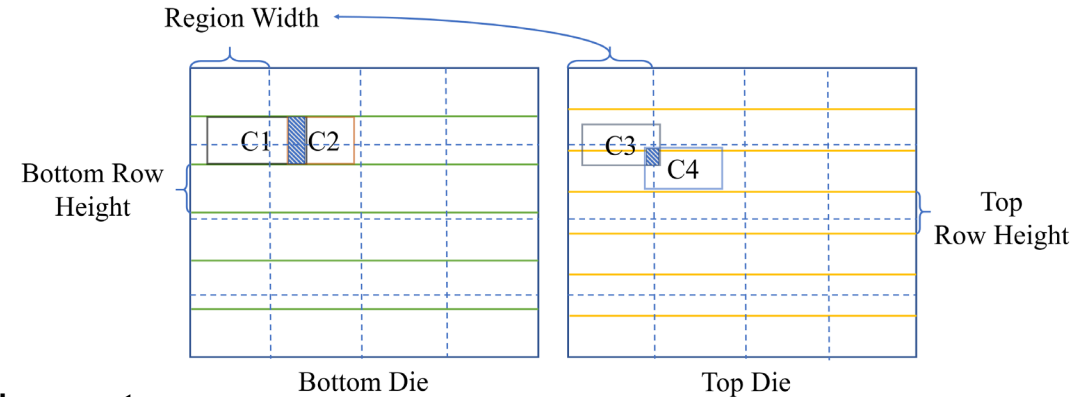 Region Width
C1
C2
C3
C4
Bottom Row
Height
Top
Row Height
Bottom Die
Top Die